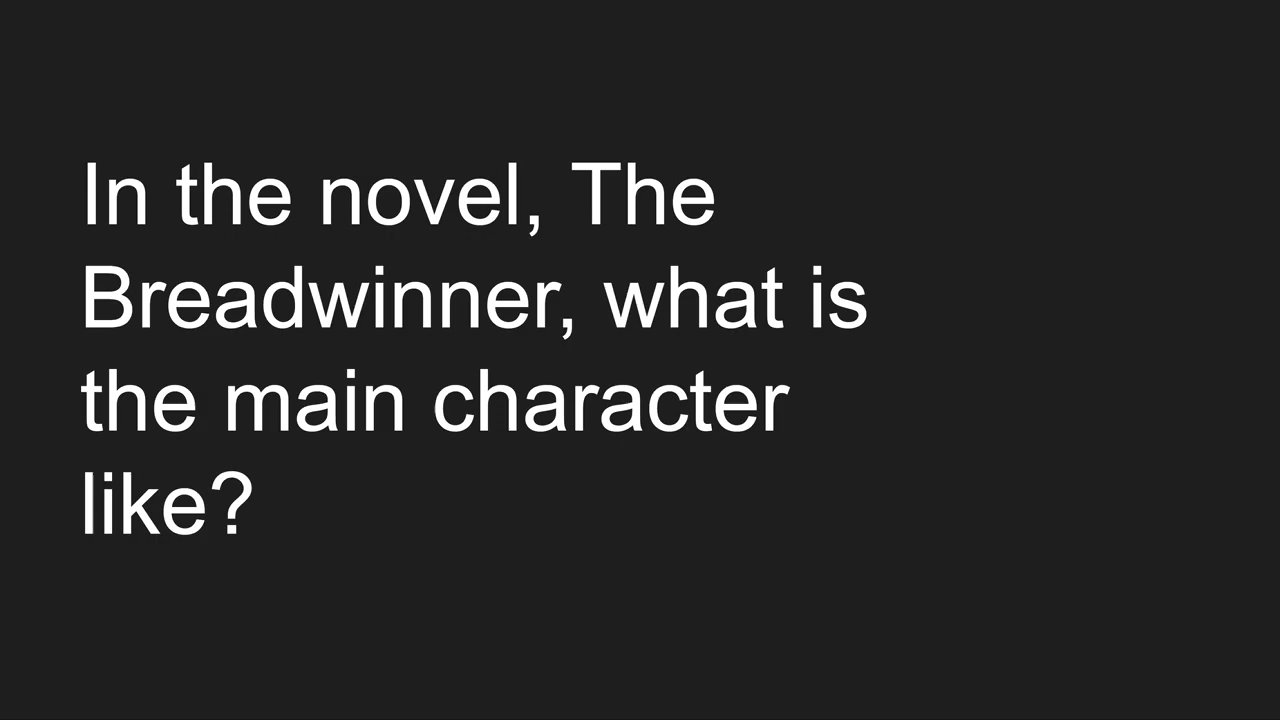 In the novel, The
Breadwinner, what is
the main character
like?